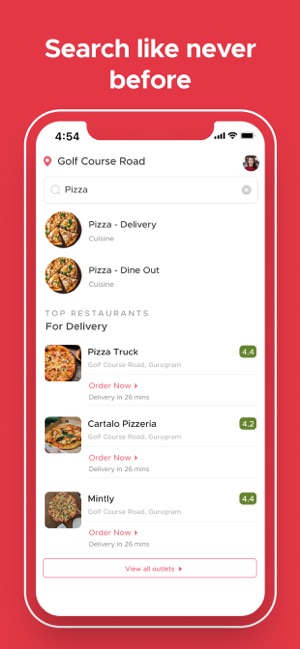 Search like never
before
4:54
Golf Course Road
Pizza
Pizza - Delivery
Cuisine
Pizza - Dine Out
Cuisine
TOP RESTAURANTS
For Delivery
Pizza Truck
4.4
Golf Course Road, Gurugram
Order Now
Delivery in 26 mins
Cartalo Pizzeria
4.2
Golf Course Road, Gurugram
Order Now
Delivery in 26 mins
Mintly
4.4
Golf Course Road, Gurugram
Order Now
Delivery in 26 mins
View all outlets